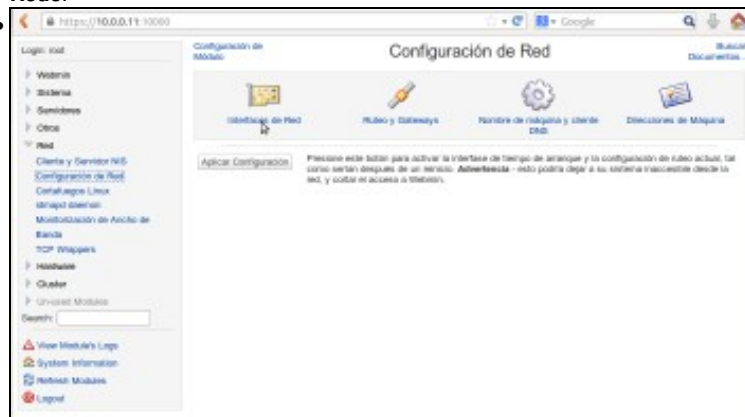 Redo.
https://10.0.0.11:10000
Google
Login: root
Webmin
Sistema
Servidores
Otros
Red
Cliente y Servidor NIS
Configuración de Red
Cortafuegos Linux
idmapd daemon
Monitorización de Ancho de
Banda
TCP Wrappers
Hardware
Cluster
Un-used Modules
Search:
View Module's Logs
System Information
Refresh Modules
Logout
Configuración de
Módulo
Configuración de Red
Buscar
Documentos..
Interfaces de Red
Ruteo y Gateways
Nombre de máquina y cliente
DNS
Direcciones de Máquina
Aplicar Configuración
Presione este botón para activar la interfase de tiempo de arranque y la configuración de ruteo actual, tal
como serían después de un reinicio. Advertencia - esto podría dejar a su sistema inaccesible desde la
red, y cortar el acceso a Webmin.